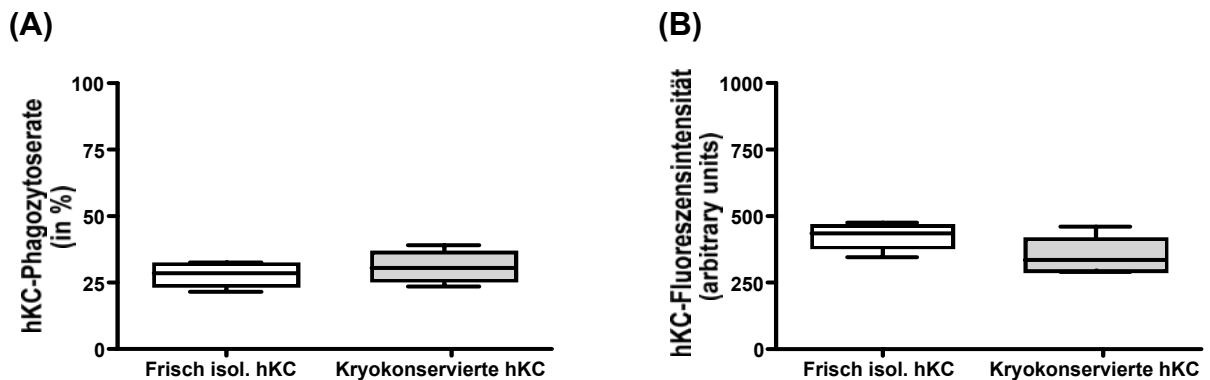 (A)
hKC-Phagozytoserate
(in %)
100
75
50
25
0
Frisch isol. hKC
Kryokonservierte hKC
(B)
hKC-Fluoreszensintensität
(arbitrary units)
1000
750
500
250
0
Frisch isol. hKC
Kryokonservierte hKC